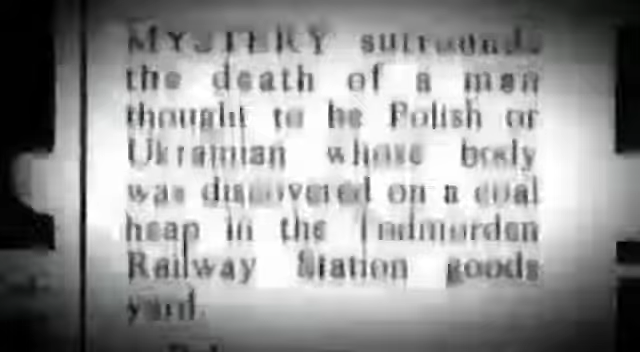 MYSTERY surrounds
the death of a man
thought to be Polish or
Ukrainian whose body
was discovered on a coal
heap in the Todmorden
Railway Station goods
yard.